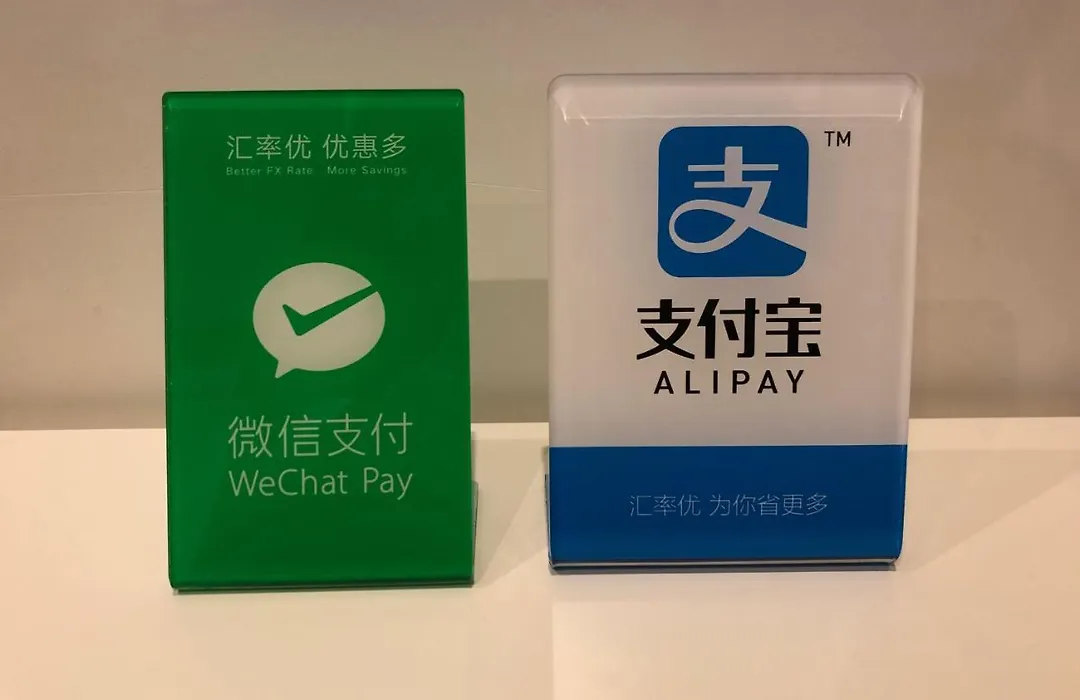 汇率优 优惠多
Better FX Rate More Savings
微信支付
WeChat Pay
支 TM
支付宝
ALIPAY
汇率优 为你省更多